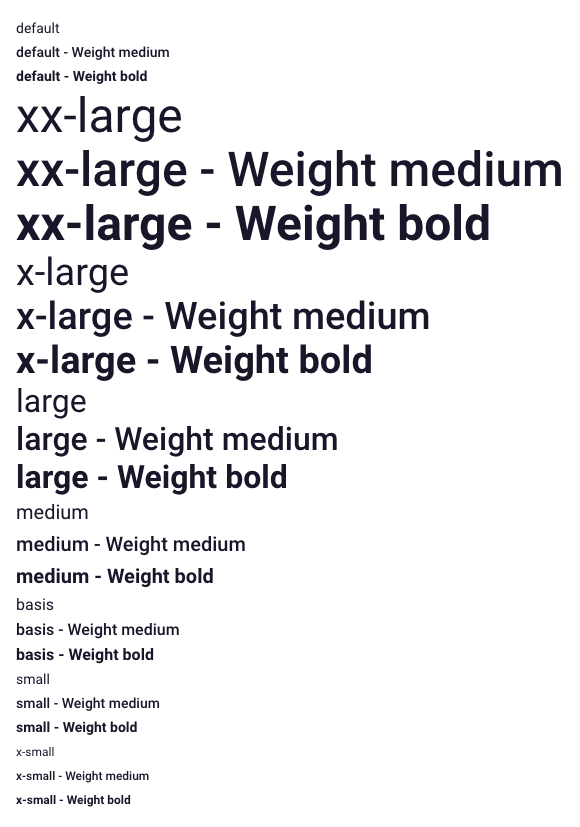 default
default - Weight medium
default - Weight bold
xx-large
xx-large - Weight medium
xx-large - Weight bold
x-large
x-large - Weight medium
x-large - Weight bold
large
large - Weight medium
large - Weight bold
medium
medium - Weight medium
medium - Weight bold
basis
basis - Weight medium
basis - Weight bold
small
small - Weight medium
small - Weight bold
x-small
x-small - Weight medium
x-small - Weight bold